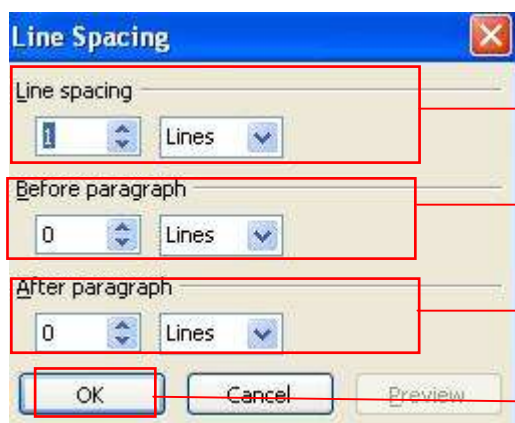 Line Spacing
Line spacing
1 Lines
Before paragraph
0 Lines
After paragraph
0 Lines
OK Cancel Preview